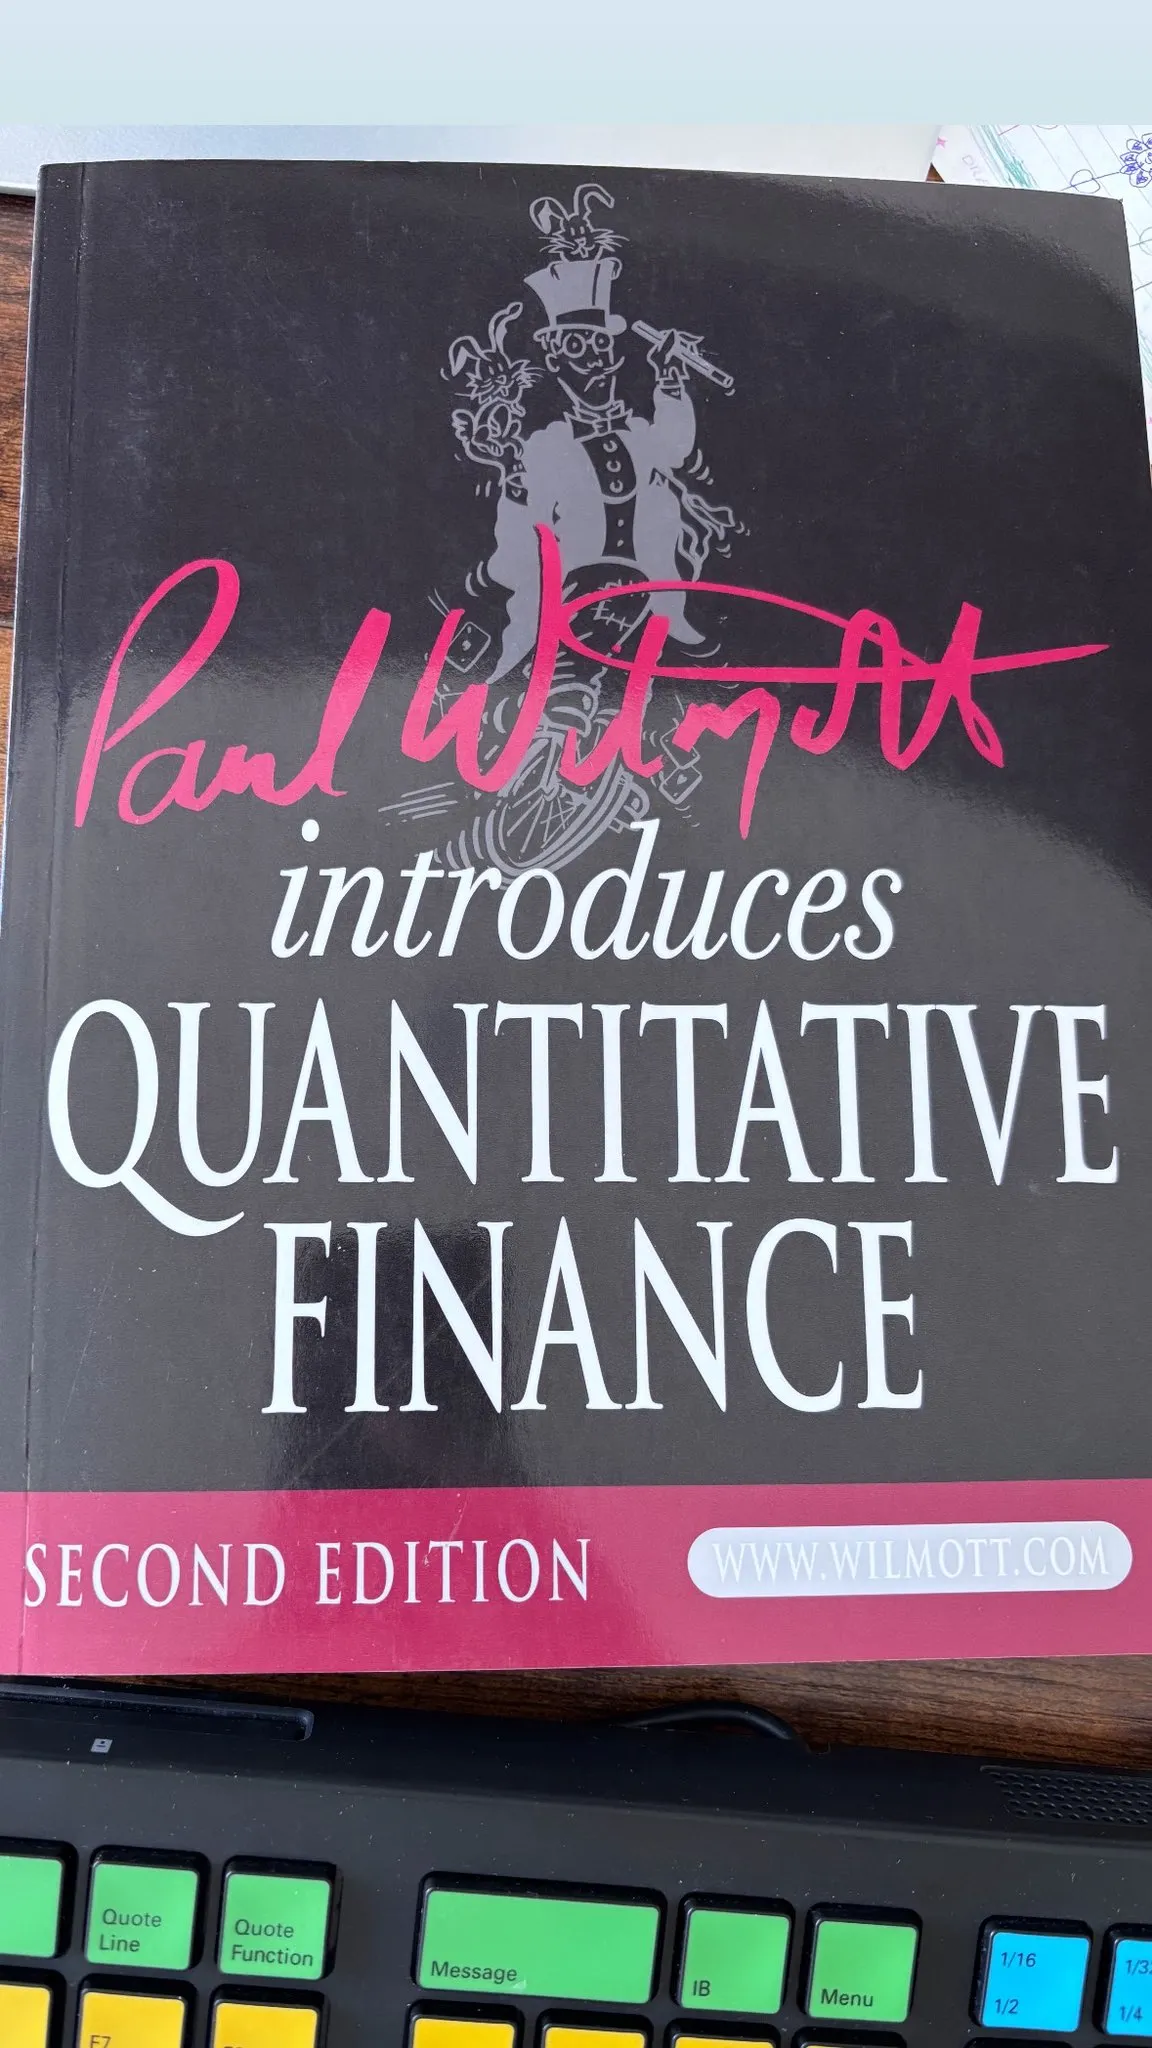 Paul Wilmott
introduces
QUANTITATIVE
FINANCE
SECOND EDITION
WWW.WILMOTT.COM
Quote
Line
Quote
Function
Message
IB
Menu
1/16
1/2
1/4
F7